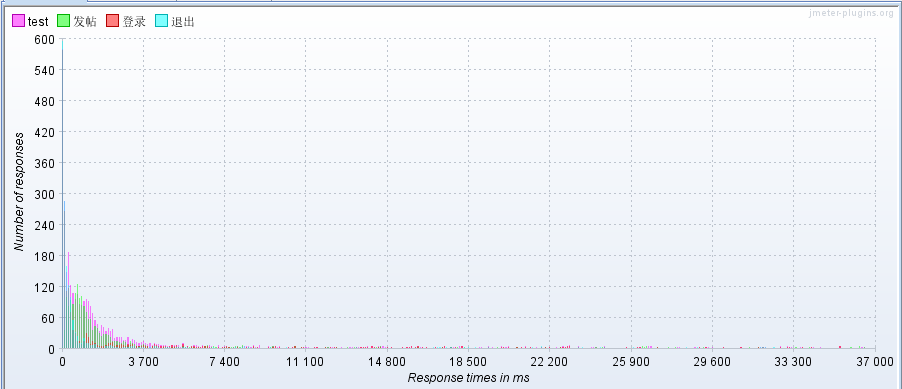 jmeter-plugins.org
test 发帖 登录 退出
600
540
480
420
360
300
240
180
120
60
0
Number of responses
0 3 700 7 400 11 100 14 800 18 500 22 200 25 900 29 600 33 300 37 000
Response times in ms